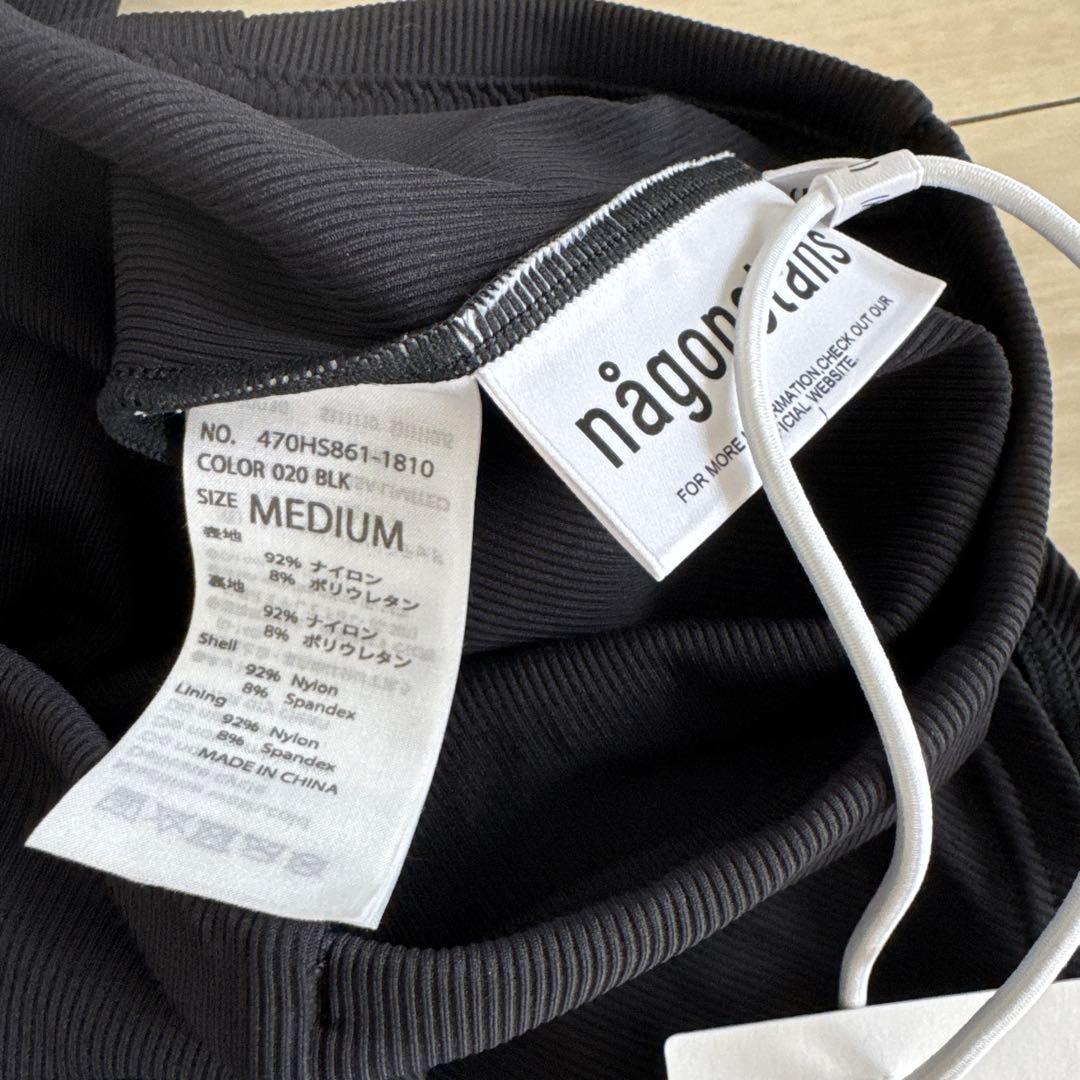 NO. 470HS861-1810
COLOR 020 BLK
SIZE MEDIUM
表地
92% ナイロン
8% ポリウレタン
裏地
92% ナイロン
8% ポリウレタン
Shell
92% Nylon
8% Spandex
Lining
92% Nylon
8% Spandex
MADE IN CHINA
någonstans
FOR MORE INFORMATION,CHECK OUT OUR
OFFICIAL WEBSITE.